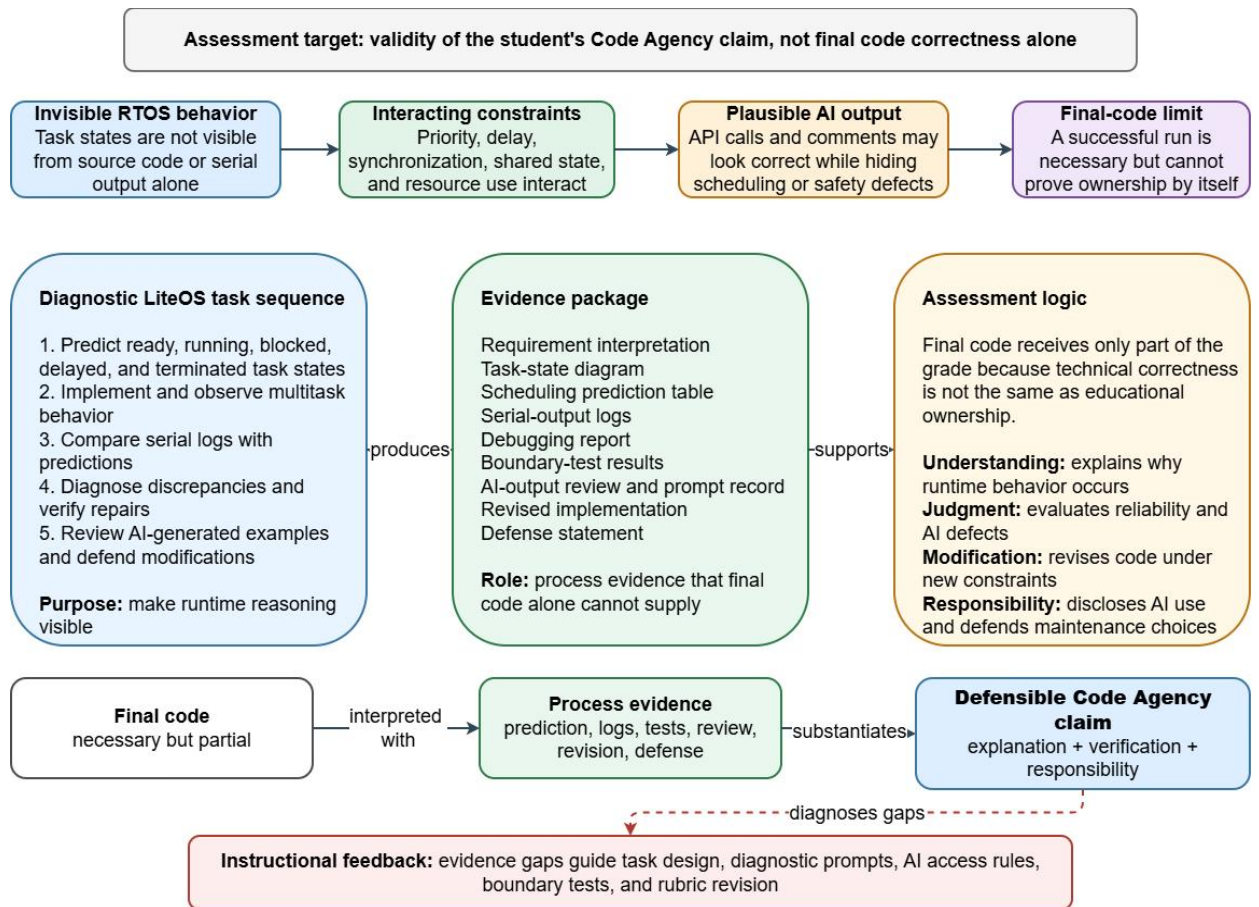 Assessment target: validity of the student's Code Agency claim, not final code correctness alone
Invisible RTOS behavior
Task states are not visible
from source code or serial
output alone
Interacting constraints
Priority, delay,
synchronization, shared state,
and resource use interact
Plausible AI output
API calls and comments may
look correct while hiding
scheduling or safety defects
Final-code limit
A successful run is
necessary but cannot
prove ownership by itself
Diagnostic LiteOS task sequence
1. Predict ready, running, blocked,
delayed, and terminated task states
2. Implement and observe multitask
behavior
3. Compare serial logs with
predictions
4. Diagnose discrepancies and
verify repairs
5. Review AI-generated examples
and defend modifications
Purpose: make runtime reasoning
visible
produces
Evidence package
Requirement interpretation
Task-state diagram
Scheduling prediction table
Serial-output logs
Debugging report
Boundary-test results
AI-output review and prompt record
Revised implementation
Defense statement
Role: process evidence that final
code alone cannot supply
supports
Assessment logic
Final code receives only part of the
grade because technical correctness
is not the same as educational
ownership.
Understanding: explains why
runtime behavior occurs
Judgment: evaluates reliability and
AI defects
Modification: revises code under
new constraints
Responsibility: discloses AI use
and defends maintenance choices
Final code
necessary but partial
interpreted
with
Process evidence
prediction, logs, tests, review,
revision, defense
substantiates
Defensible Code Agency
claim
explanation + verification +
responsibility
diagnoses gaps
Instructional feedback: evidence gaps guide task design, diagnostic prompts, AI access rules,
boundary tests, and rubric revision